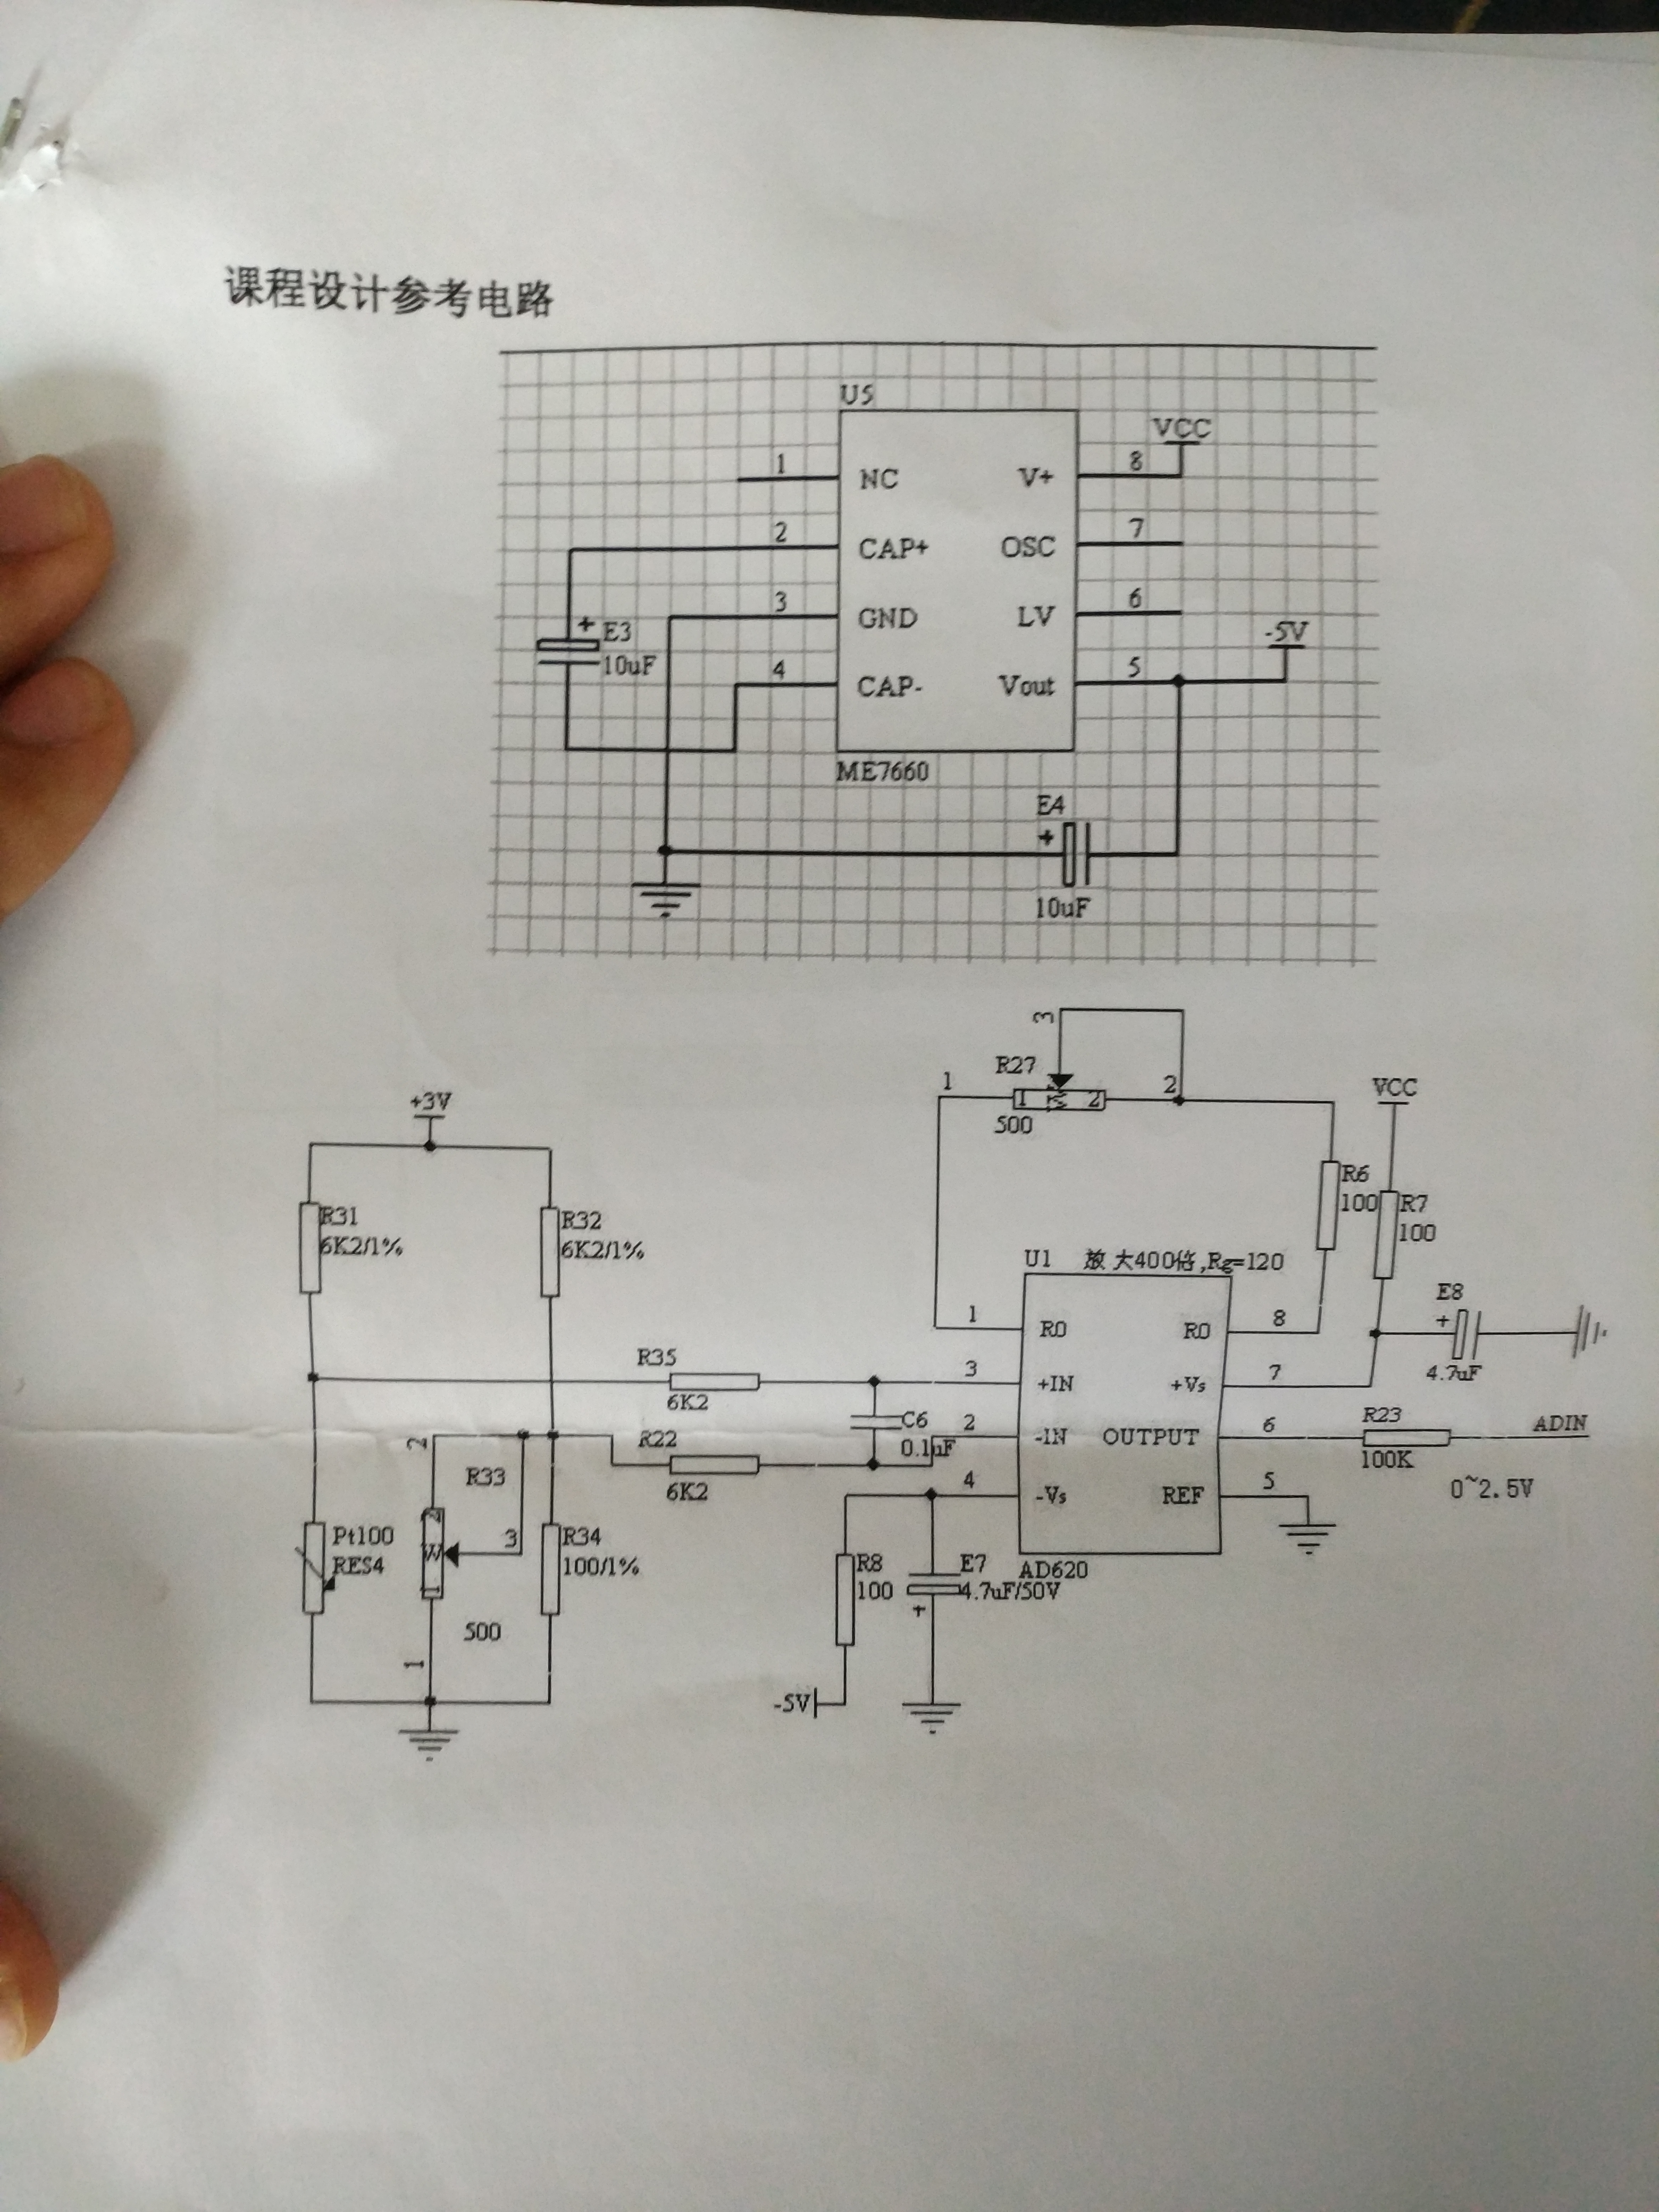 课程设计参考电路
U5
VCC
1 NC V+ 8
2 CAP+ OSC 7
3 GND LV 6
4 CAP- Vout 5
-5V
+ E3
10uF
ME7660
E4
+
10uF
3
R27
1 1 2 2
500
VCC
+3V
R6
100
R7
100
R31
6K2/1%
R32
6K2/1%
U1 放大400倍,Rg=120
E8
+
4.7uF
1 RO RO 8
R35
6K2
3 +IN +Vs 7
C6
0.1uF
2 -IN OUTPUT 6
R23
100K
ADIN
0~2.5V
R22
6K2
4 -Vs REF 5
AD620
2
R33
2
W
1
3
500
1
Pt100
RES4
R34
100/1%
R8
100
E7
4.7uF/50V
+
-5V